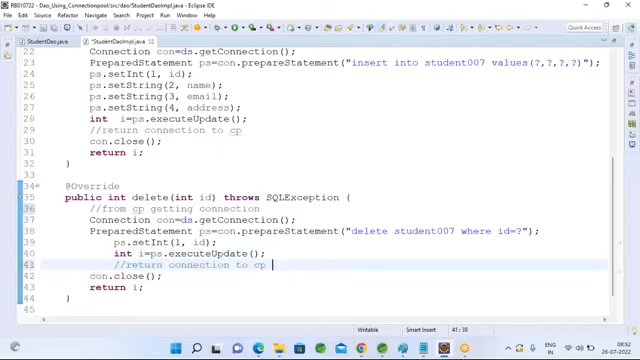 RB010722 - Dao_Using_Connectionpooling/src/dao/StudentDaoImpl.java - Eclipse IDE
File Edit Source Refactor Navigate Search Project Run Window Help
Quick Access
StudentDao.java *StudentDaoImpl.java
22 Connection con=ds.getConnection();
23 PreparedStatement ps=con.prepareStatement("insert into student007 values(?,?,?,?)");
24 ps.setInt(1, id);
25 ps.setString(2, name);
26 ps.setString(3, email);
27 ps.setString(4, address);
28 int i=ps.executeUpdate();
29 //return connection to cp
30 con.close();
31 return i;
32 }
33
34 @Override
35 public int delete(int id) throws SQLException {
36 //from cp getting connection
37 Connection con=ds.getConnection();
38 PreparedStatement ps=con.prepareStatement("delete student007 where id=?");
39 ps.setInt(1, id);
40 int i=ps.executeUpdate();
41 //return connection to cp
42 con.close();
43 return i;
44 }
45
Writable Smart Insert 41 : 39
ENG
IN
08:52
26-07-2022